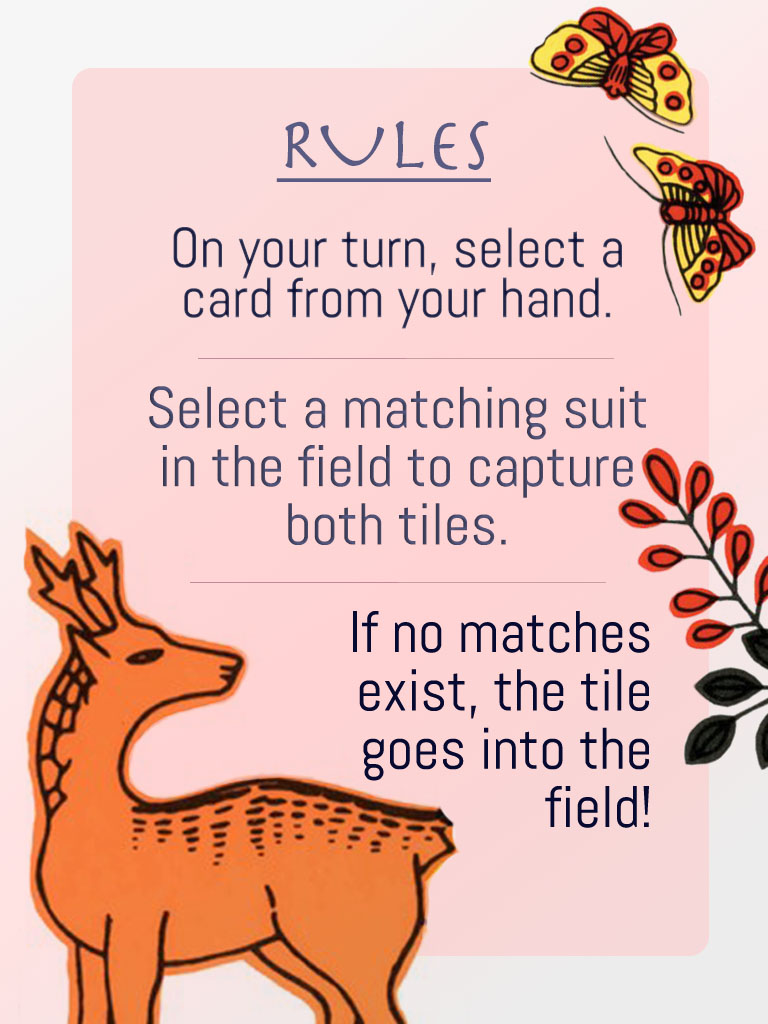 RULES
On your turn, select a
card from your hand.
Select a matching suit
in the field to capture
both tiles.
If no matches
exist, the tile
goes into the
field!